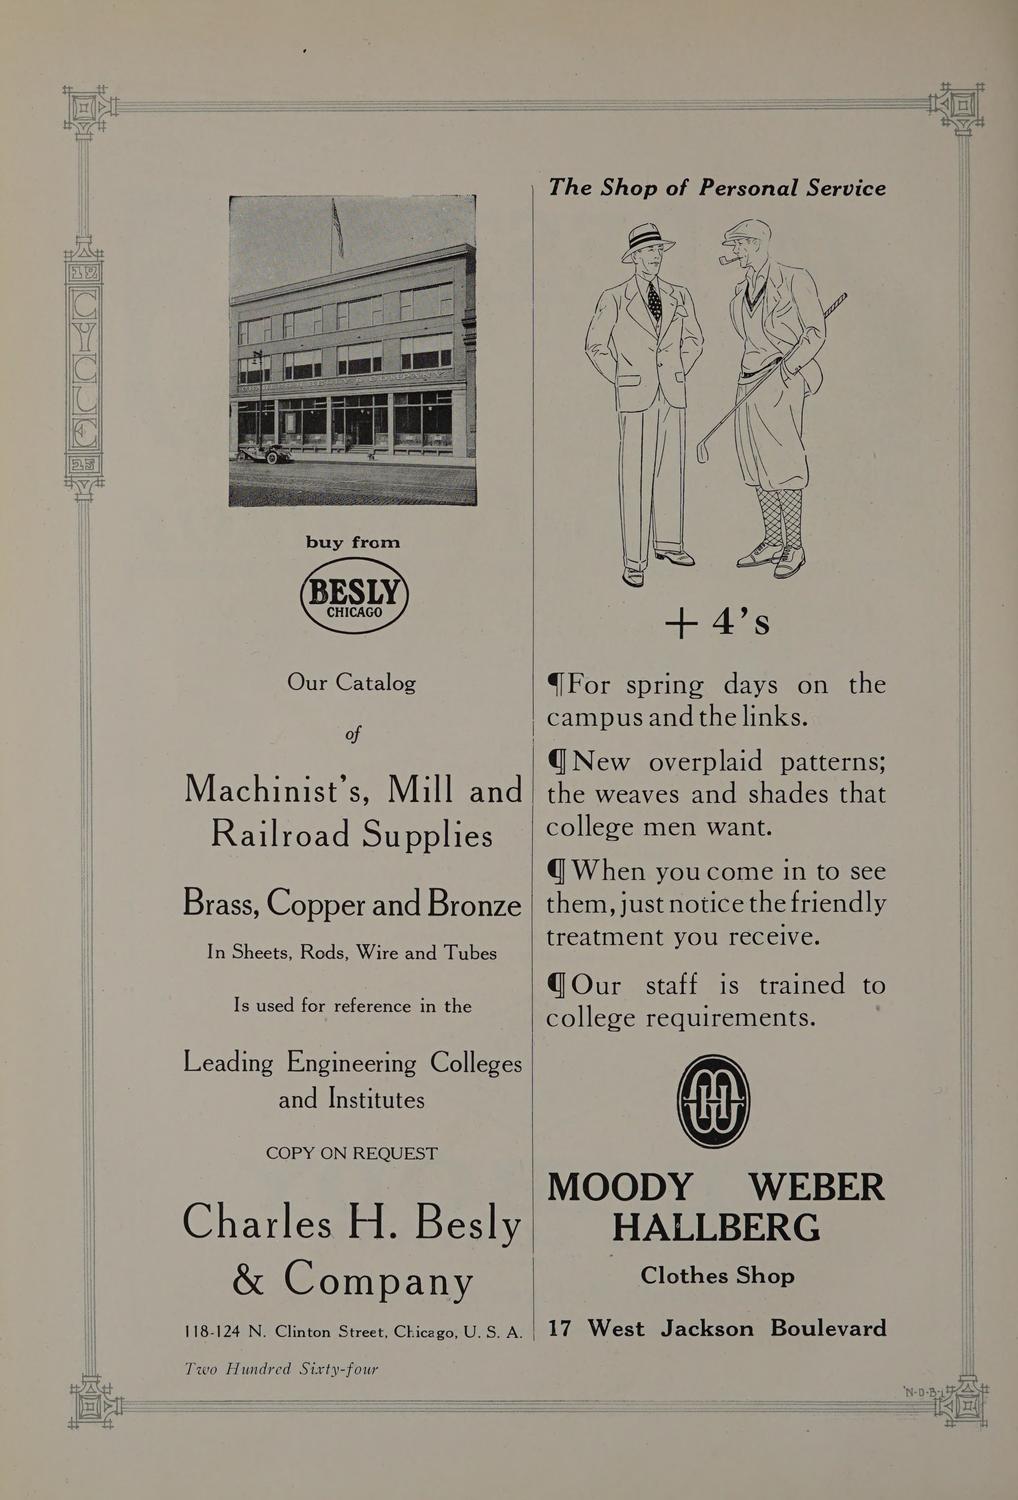 19
CYCLE
25
buy from
BESLY
CHICAGO
Our Catalog
of
Machinist's, Mill and
Railroad Supplies
Brass, Copper and Bronze
In Sheets, Rods, Wire and Tubes
Is used for reference in the
Leading Engineering Colleges
and Institutes
COPY ON REQUEST
Charles H. Besly
& Company
118-124 N. Clinton Street, Chicago, U. S. A.
Two Hundred Sixty-four
The Shop of Personal Service
+ 4's
¶For spring days on the
campus and the links.
¶New overplaid patterns;
the weaves and shades that
college men want.
¶When you come in to see
them, just notice the friendly
treatment you receive.
¶Our staff is trained to
college requirements.
MOODY WEBER
HALLBERG
Clothes Shop
17 West Jackson Boulevard